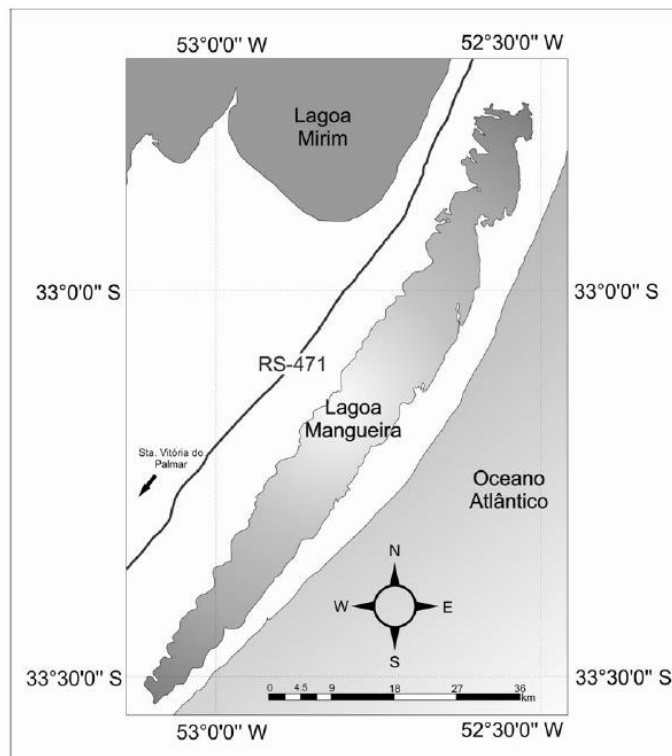 53°0'0" W
52°30'0" W
Lagoa
Mirim
33°0'0" S
33°0'0" S
RS-471
Lagoa
Mangueira
Sta. Vitória do
Palmar
Oceano
Atlântico
N
W
E
S
33°30'0" S
33°30'0" S
0 4.5 9 18 27 36
km
53°0'0" W
52°30'0" W